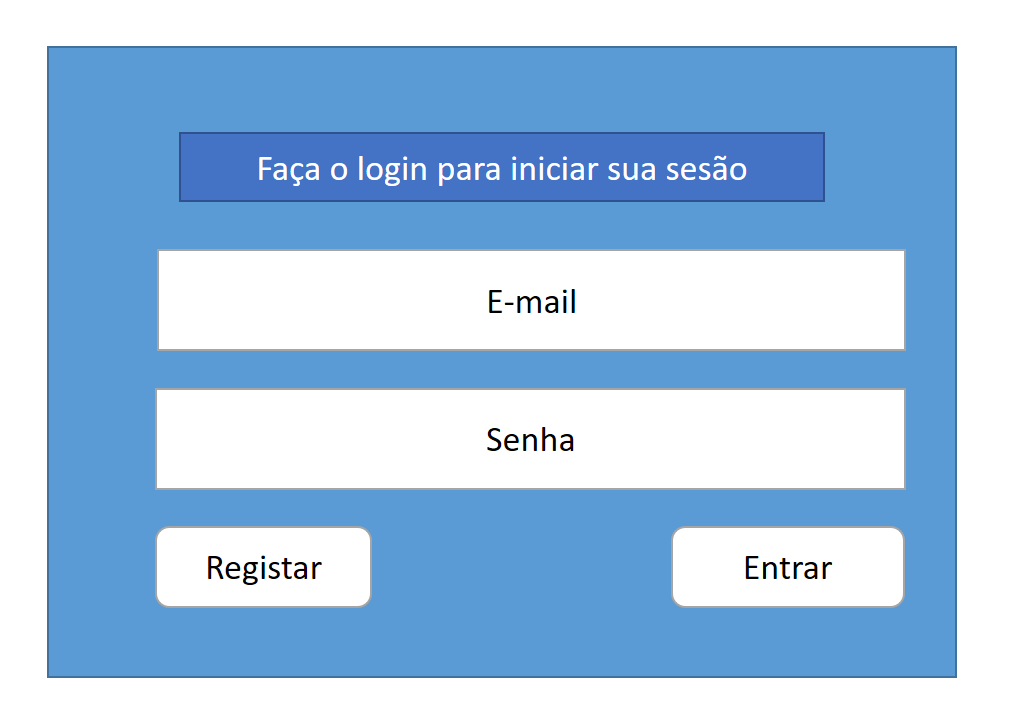 Faça o login para iniciar sua sesão
E-mail
Senha
Registar
Entrar